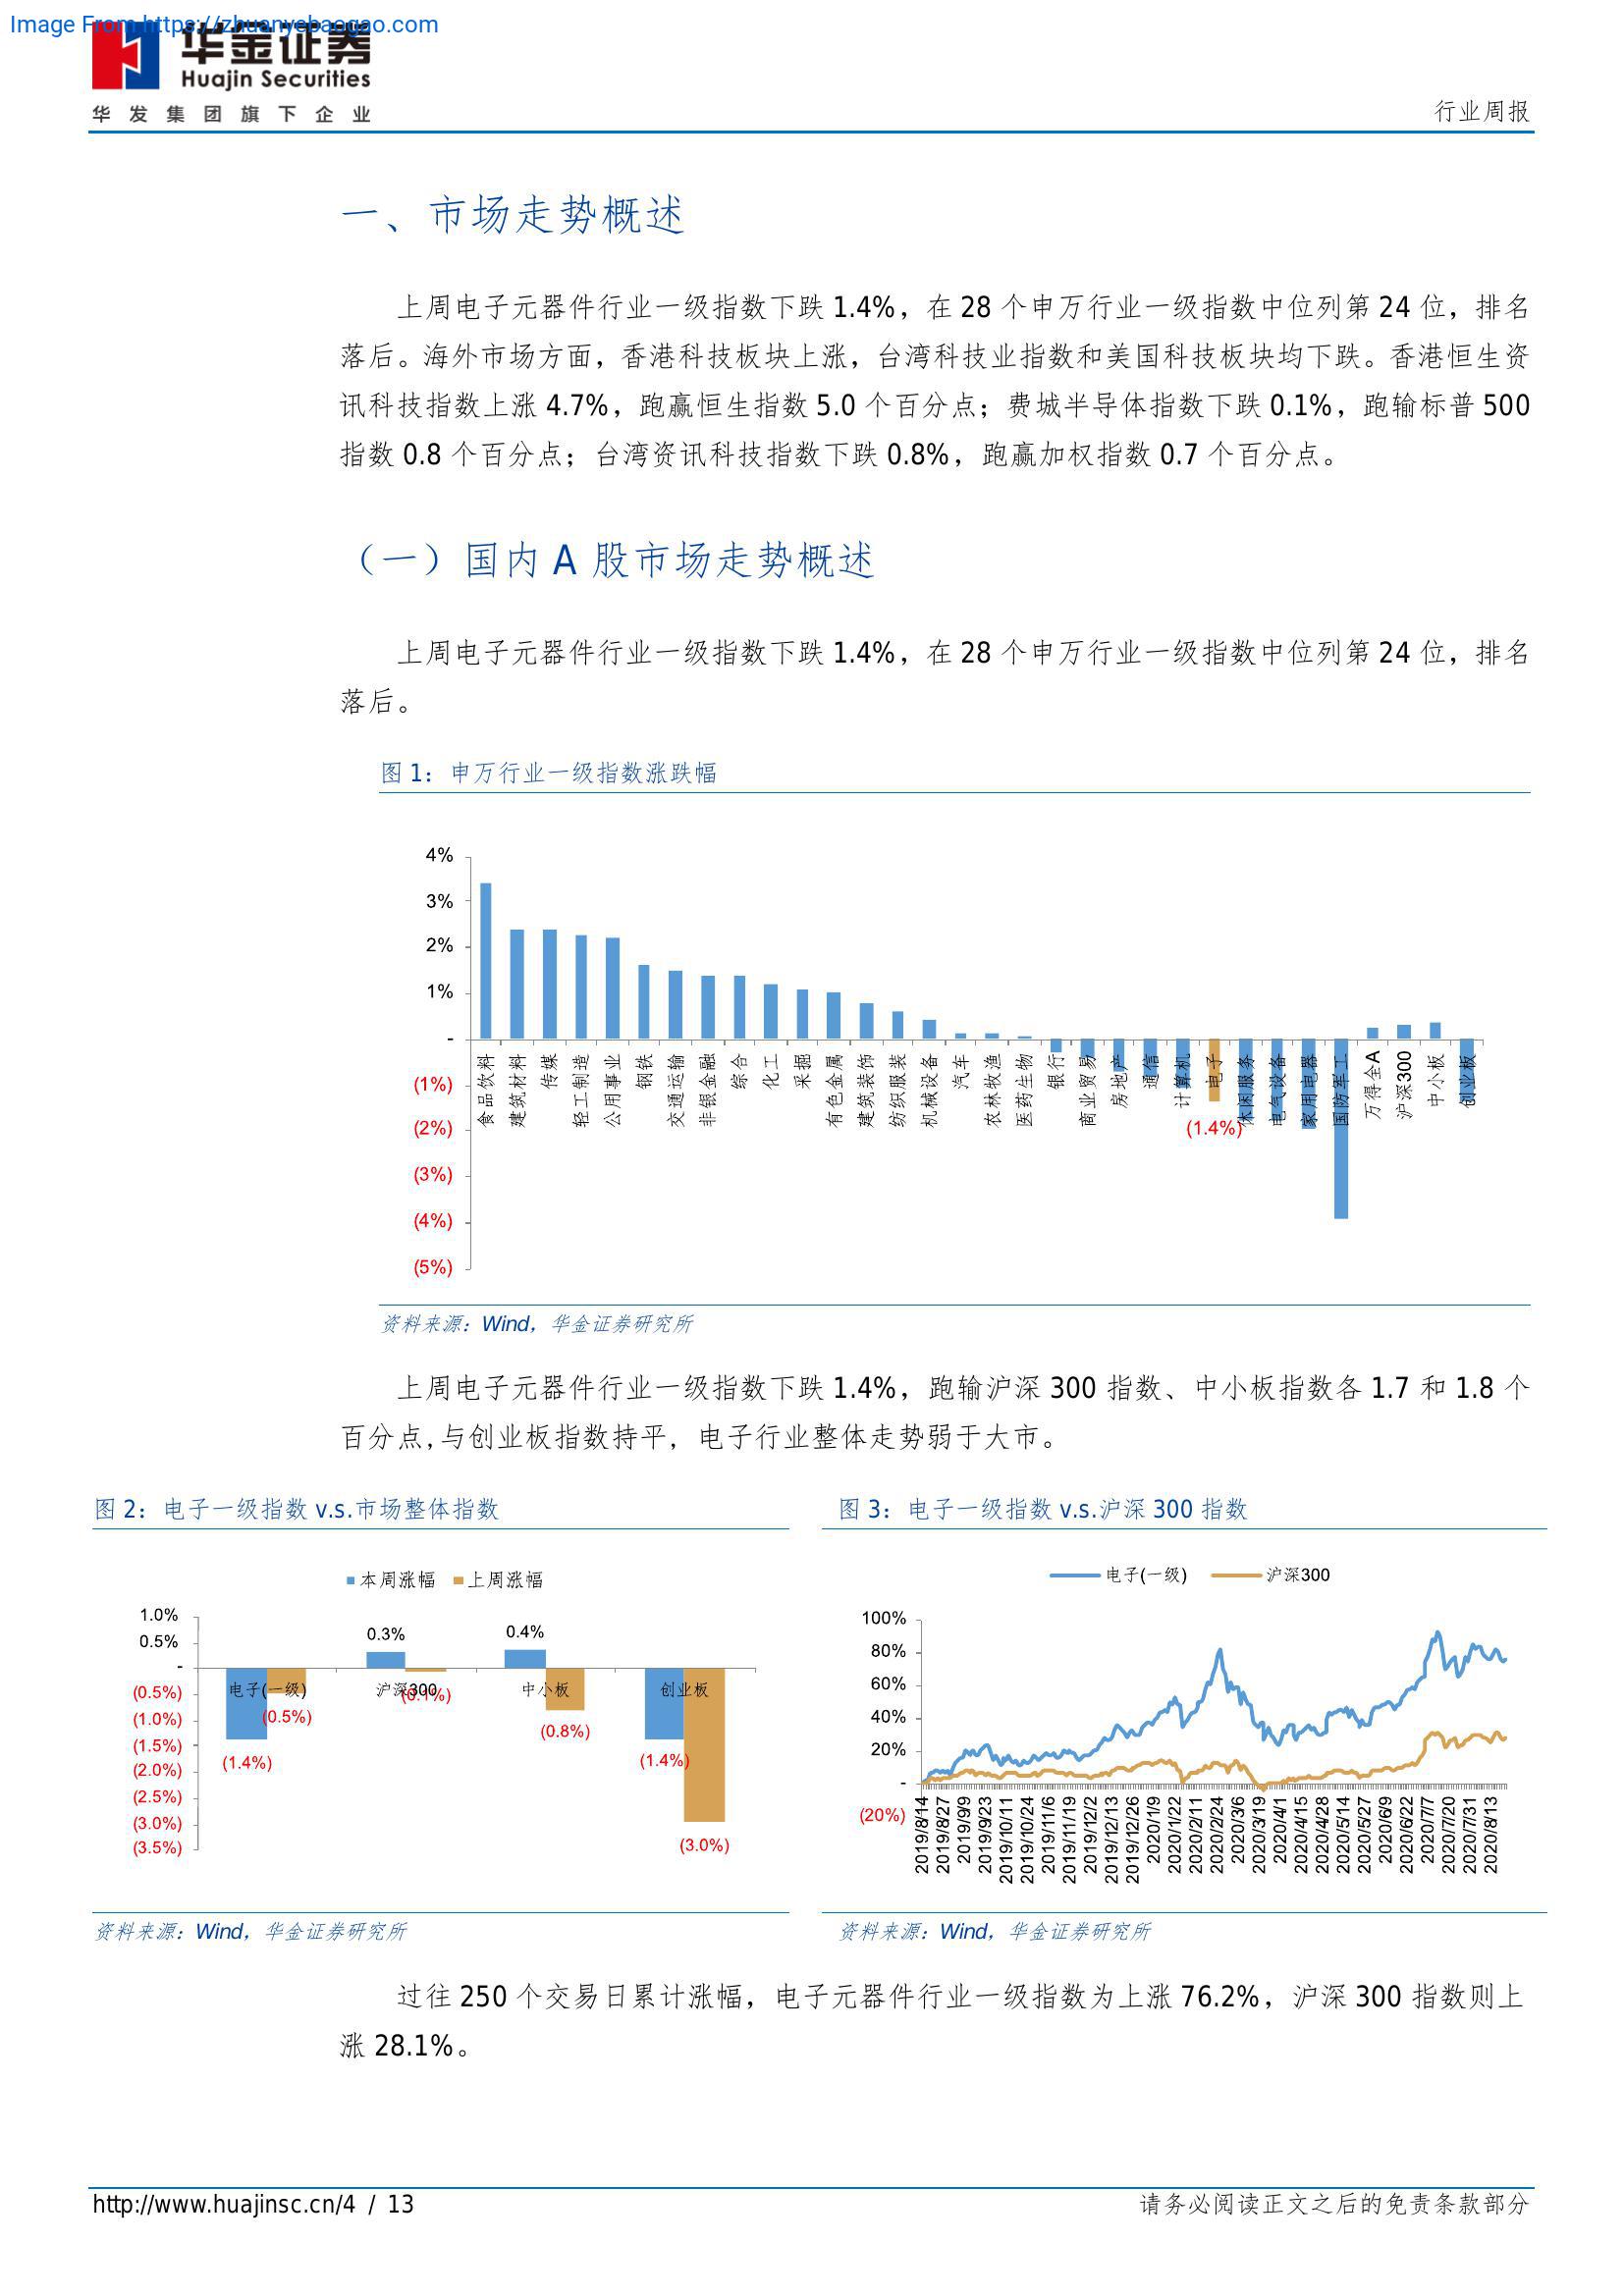 Image From https://zhuanyebaogao.com
华金证券
Huajin Securities
华发集团旗下企业
行业周报
一、市场走势概述
上周电子元器件行业一级指数下跌 1.4%，在 28 个申万行业一级指数中位列第 24 位，排名
落后。海外市场方面，香港科技板块上涨，台湾科技业指数和美国科技板块均下跌。香港恒生资
讯科技指数上涨 4.7%，跑赢恒生指数 5.0 个百分点；费城半导体指数下跌 0.1%，跑输标普 500
指数 0.8 个百分点；台湾资讯科技指数下跌 0.8%，跑赢加权指数 0.7 个百分点。
（一）国内 A 股市场走势概述
上周电子元器件行业一级指数下跌 1.4%，在 28 个申万行业一级指数中位列第 24 位，排名
落后。
图 1：申万行业一级指数涨跌幅
4%
3%
2%
1%
-
(1%)
(2%)
(3%)
(4%)
(5%)
食品饮料
建筑材料
传媒
轻工制造
公用事业
钢铁
交通运输
非银金融
综合
化工
采掘
有色金属
建筑装饰
纺织服装
机械设备
汽车
农林牧渔
医药生物
银行
商业贸易
房地产
通信
计算机
电子
休闲服务
电气设备
家用电器
国防军工
万得全A
沪深300
中小板
创业板
(1.4%)
资料来源：Wind，华金证券研究所
上周电子元器件行业一级指数下跌 1.4%，跑输沪深 300 指数、中小板指数各 1.7 和 1.8 个
百分点,与创业板指数持平，电子行业整体走势弱于大市。
图 2：电子一级指数 v.s.市场整体指数
本周涨幅 上周涨幅
1.0%
0.5%
-
(0.5%)
(1.0%)
(1.5%)
(2.0%)
(2.5%)
(3.0%)
(3.5%)
0.3%
0.4%
电子(一级)
沪深300
中小板
创业板
(0.1%)
(0.5%)
(0.8%)
(1.4%)
(1.4%)
(3.0%)
资料来源：Wind，华金证券研究所
图 3：电子一级指数 v.s.沪深 300 指数
电子(一级) 沪深300
100%
80%
60%
40%
20%
-
(20%)
2019/8/14
2019/8/27
2019/9/9
2019/9/23
2019/10/11
2019/10/24
2019/11/6
2019/11/19
2019/12/2
2019/12/13
2019/12/26
2020/1/9
2020/1/22
2020/2/11
2020/2/24
2020/3/6
2020/3/19
2020/4/1
2020/4/15
2020/4/28
2020/5/14
2020/5/27
2020/6/9
2020/6/22
2020/7/7
2020/7/20
2020/7/31
2020/8/13
资料来源：Wind，华金证券研究所
过往 250 个交易日累计涨幅，电子元器件行业一级指数为上涨 76.2%，沪深 300 指数则上
涨 28.1%。
http://www.huajinsc.cn/4 / 13
请务必阅读正文之后的免责条款部分